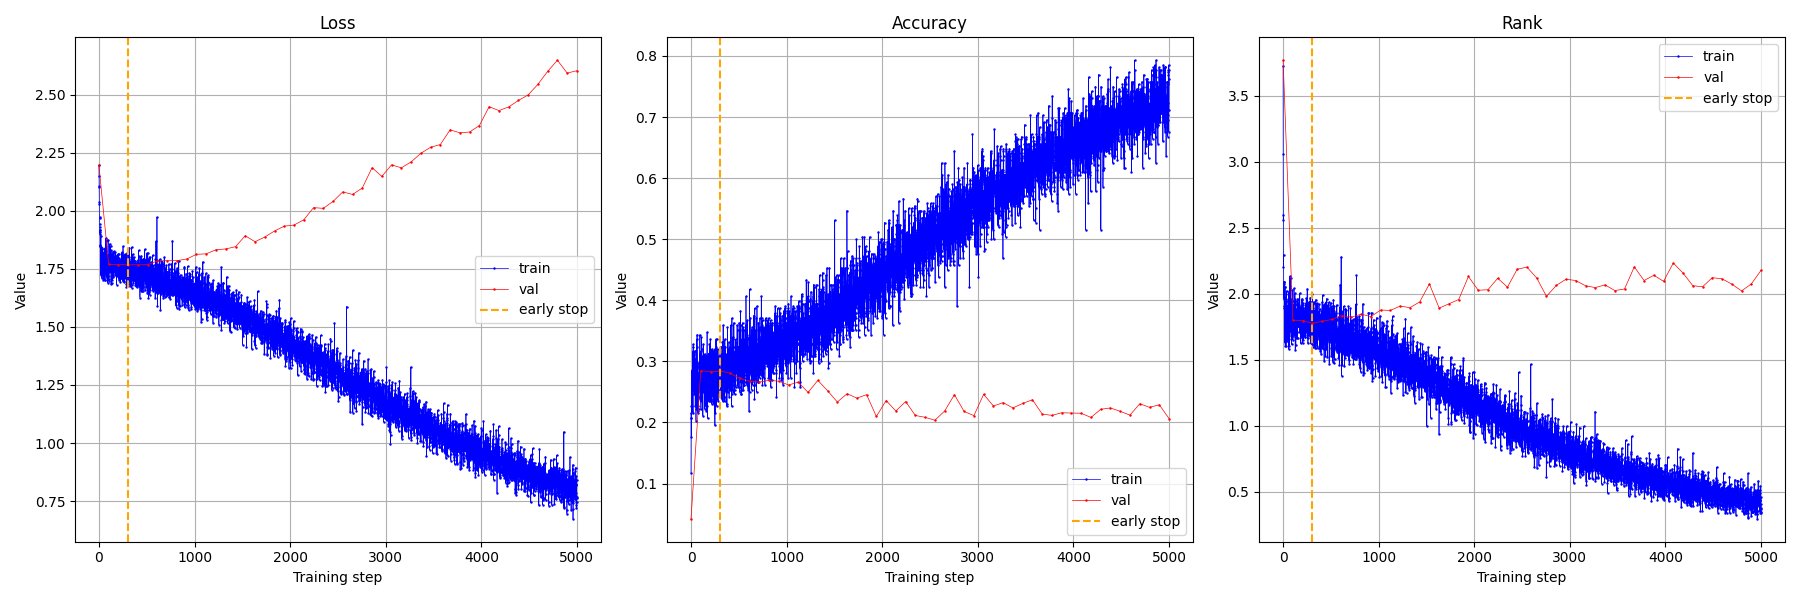 Loss
Value
2.50
2.25
2.00
1.75
1.50
1.25
1.00
0.75
train
val
early stop
0 1000 2000 3000 4000 5000
Training step
Accuracy
Value
0.8
0.7
0.6
0.5
0.4
0.3
0.2
0.1
train
val
early stop
0 1000 2000 3000 4000 5000
Training step
Rank
Value
3.5
3.0
2.5
2.0
1.5
1.0
0.5
train
val
early stop
0 1000 2000 3000 4000 5000
Training step